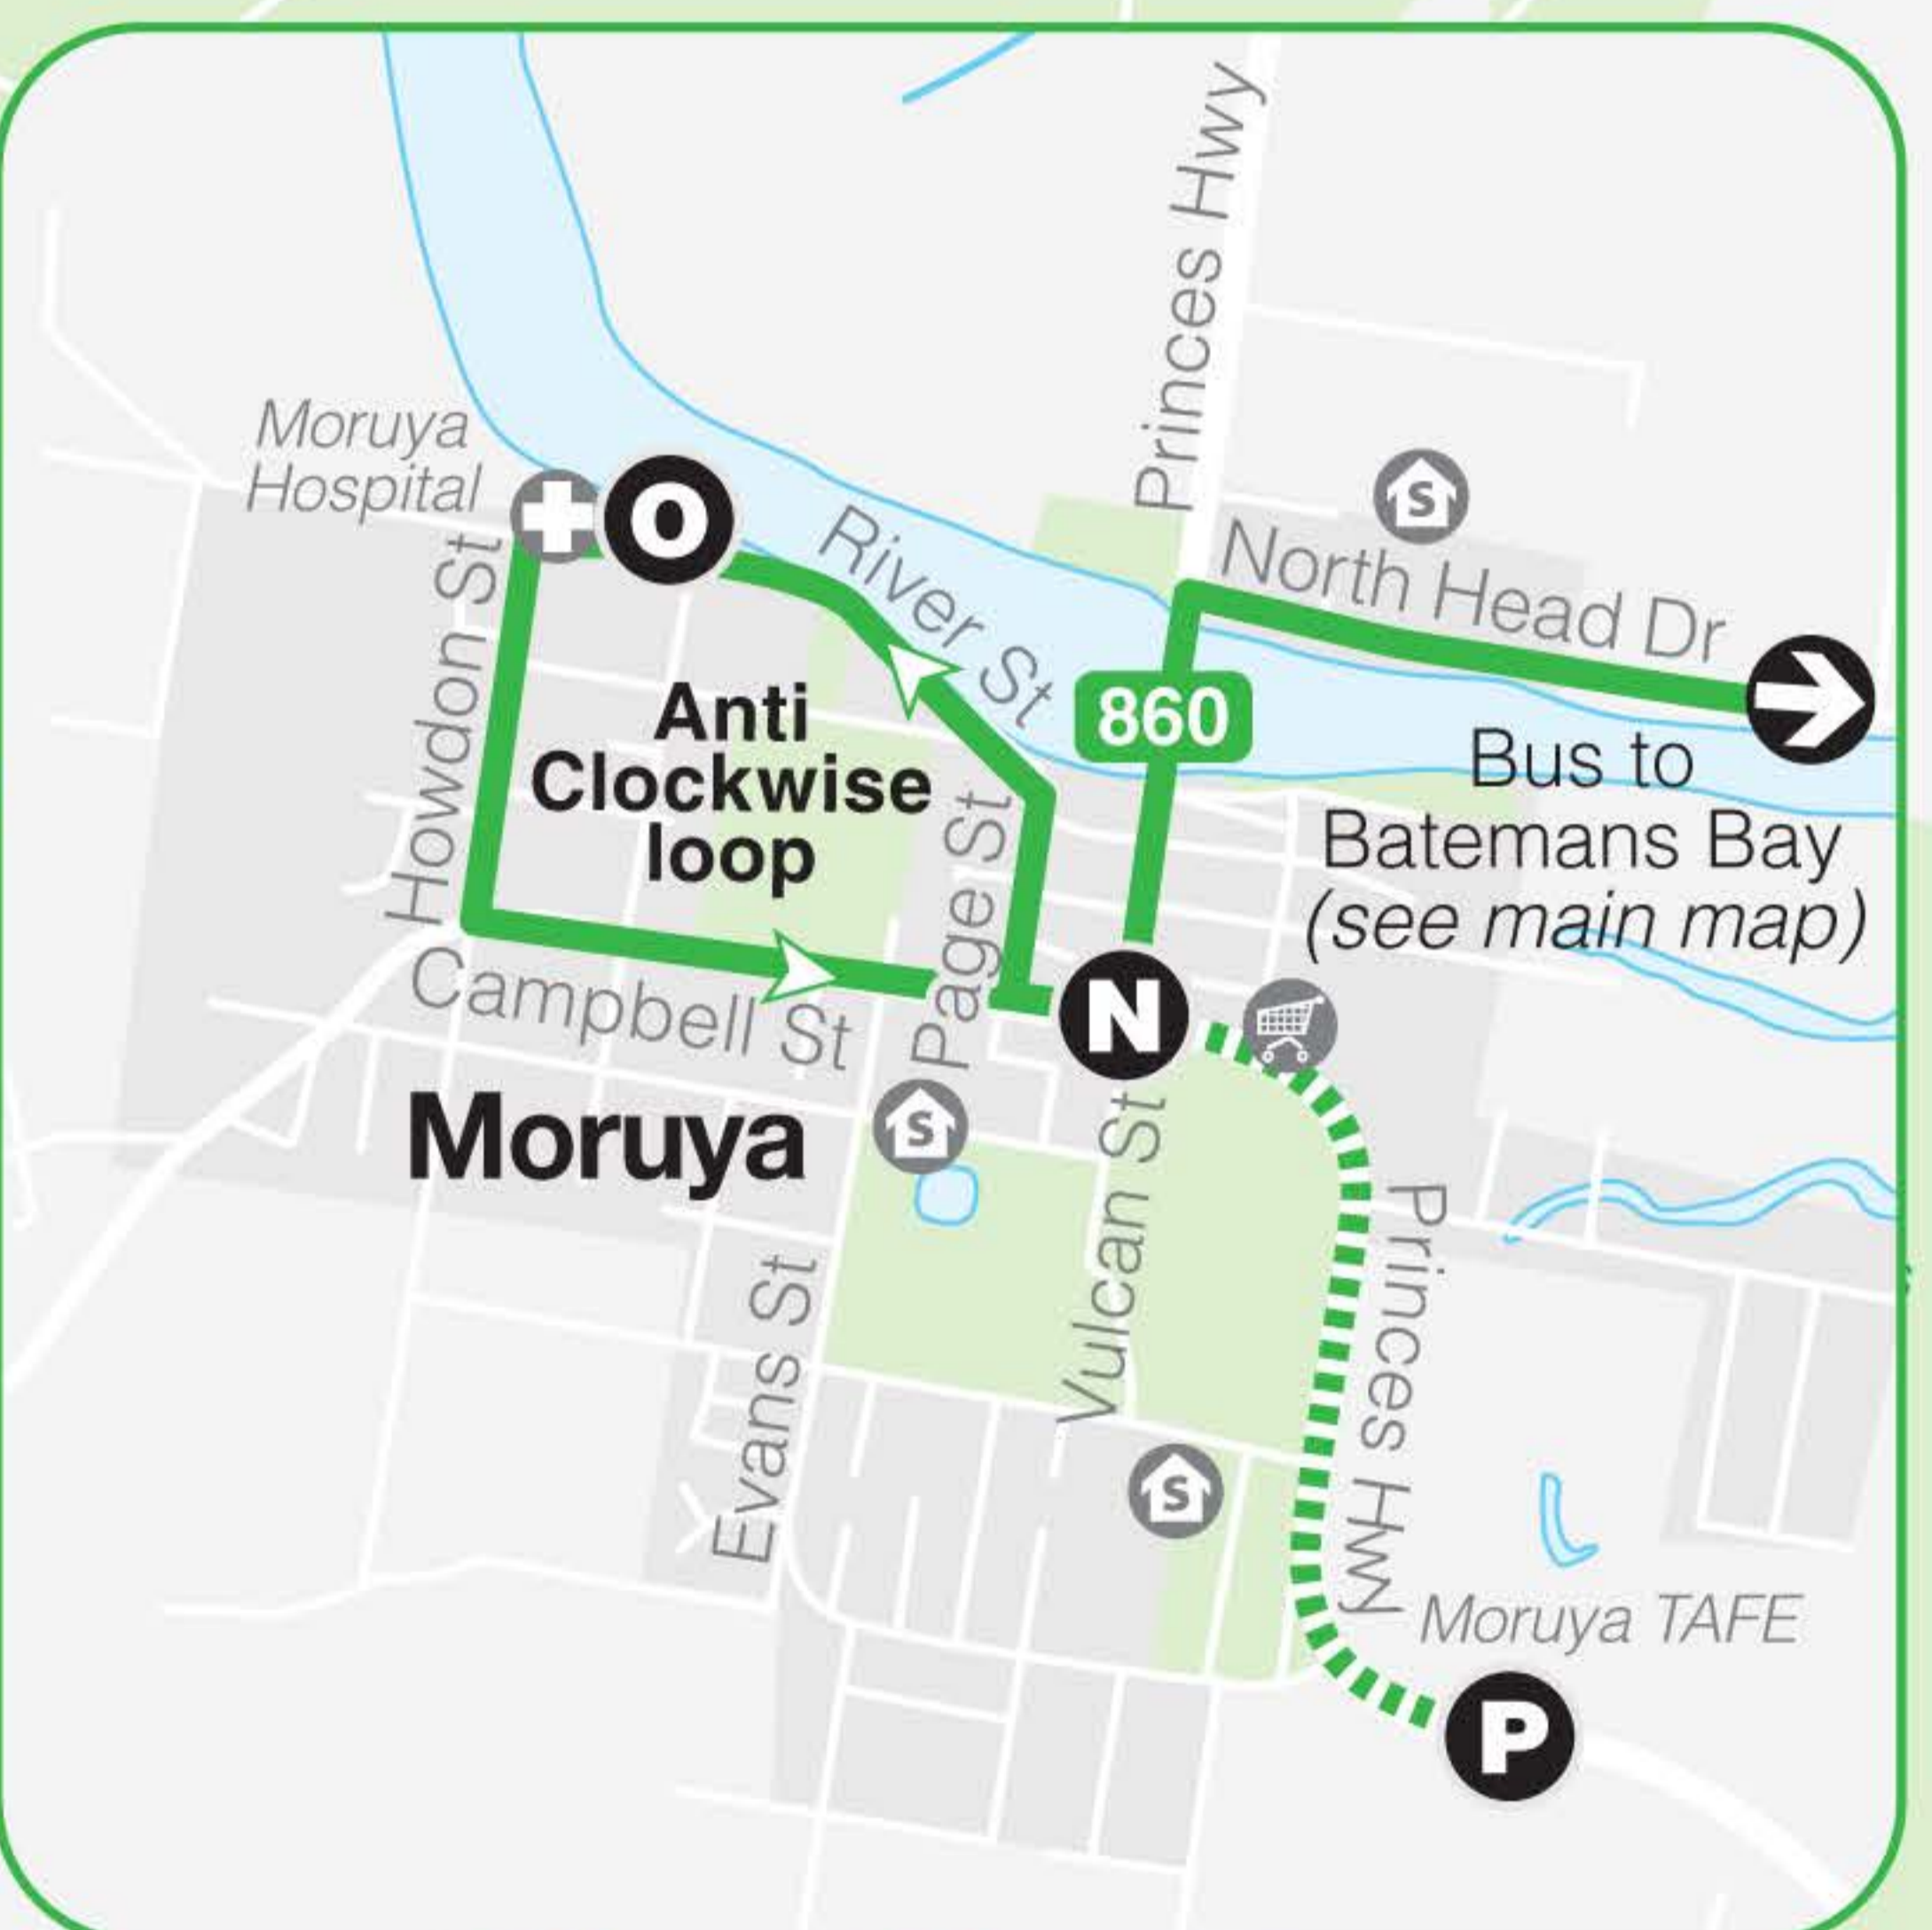 Princes Hwy
Moruya
Hospital
O
S
River St
North Head Dr
Howdon St
Anti
Clockwise
loop
860
Bus to
Batemans Bay
(see main map)
Page St
Campbell St
N
Moruya
S
Vulcan St
Princes Hwy
Evans St
S
Moruya TAFE
P